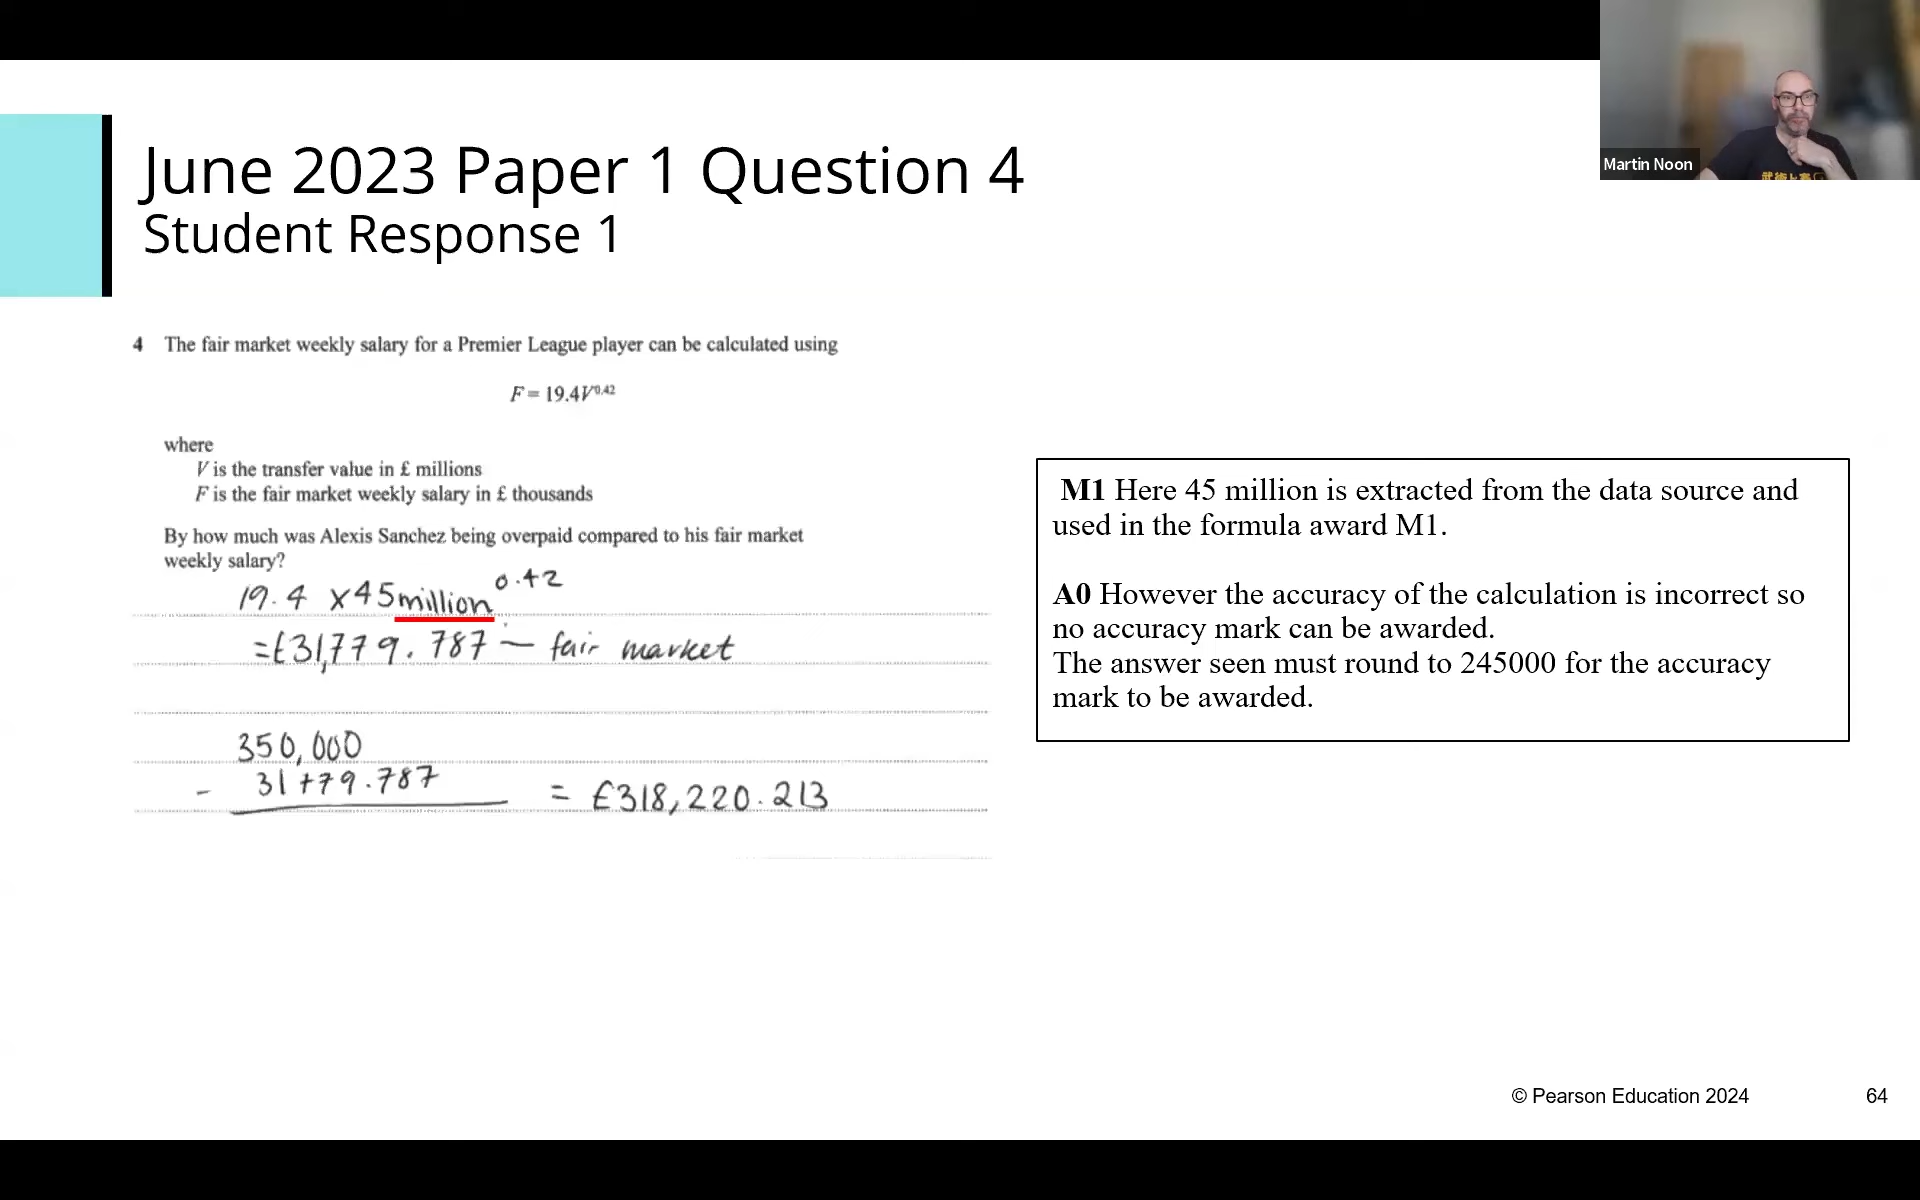 June 2023 Paper 1 Question 4
Student Response 1
Martin Noon
4 The fair market weekly salary for a Premier League player can be calculated using
F = 19.4V^0.42
where
V is the transfer value in £ millions
F is the fair market weekly salary in £ thousands
By how much was Alexis Sanchez being overpaid compared to his fair market
weekly salary?
19.4 x 45 million^0.42
= £31,779.787 — fair market
350,000
- 31779.787 = £318,220.213
M1 Here 45 million is extracted from the data source and
used in the formula award M1.
A0 However the accuracy of the calculation is incorrect so
no accuracy mark can be awarded.
The answer seen must round to 245000 for the accuracy
mark to be awarded.
© Pearson Education 2024 64